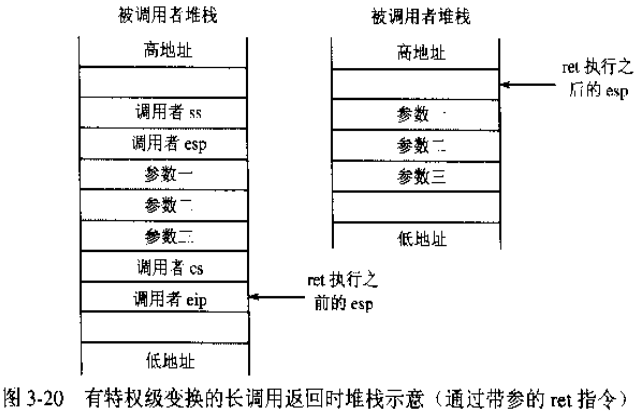 被调用者堆栈
高地址
调用者 ss
调用者 esp
参数一
参数二
参数三
调用者 cs
调用者 eip
低地址
ret 执行之
前的 esp
被调用者堆栈
高地址
参数一
参数二
参数三
低地址
ret 执行之
后的 esp
图 3-20 有特权级变换的长调用返回时堆栈示意（通过带参的 ret 指令）